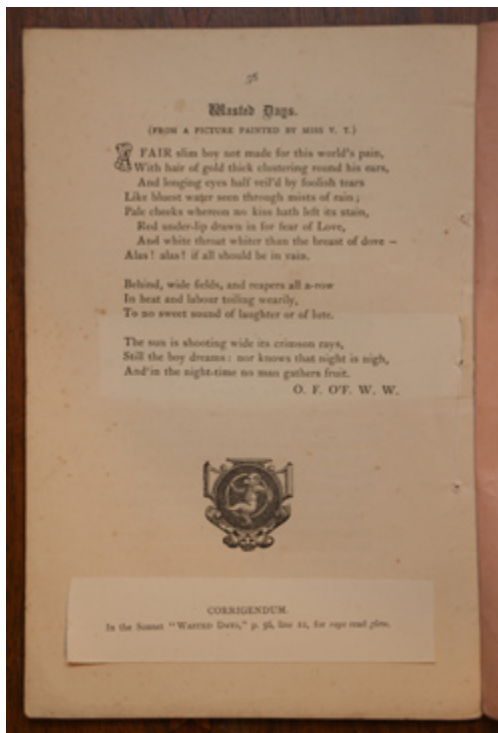 56
Wasted Days.
(FROM A PICTURE PAINTED BY MISS V. T.)
A FAIR slim boy not made for this world's pain,
With hair of gold thick clustering round his ears,
And longing eyes half veil'd by foolish tears
Like bluest water seen through mists of rain;
Pale cheeks whereon no kiss hath left its stain,
Red under-lip drawn in for fear of Love,
And white throat whiter than the breast of dove –
Alas! alas! if all should be in vain.
Behind, wide fields, and reapers all a-row
In heat and labour toiling wearily,
To no sweet sound of laughter or of lute.
The sun is shooting wide its crimson rays,
Still the boy dreams: nor knows that night is nigh,
And in the night-time no man gathers fruit.
O. F. O'F. W. W.
CORRIGENDUM.
In the Sonnet "WASTED DAYS," p. 56, line 12, for rays read glow.